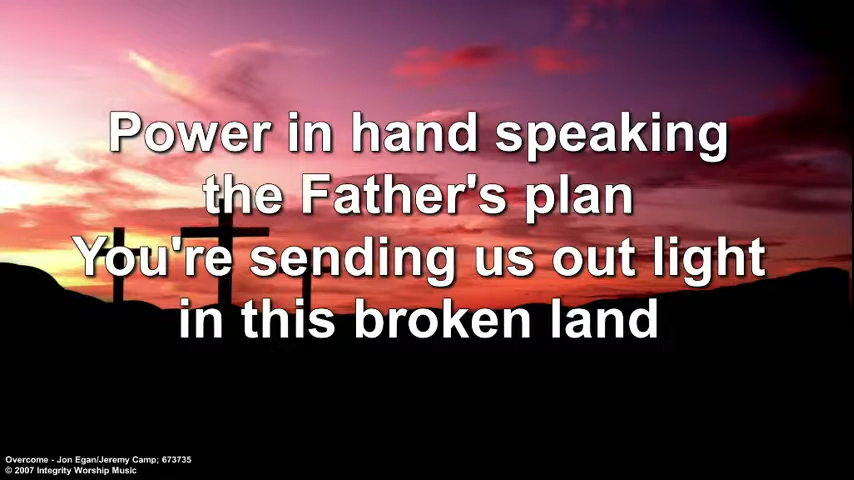 Power in hand speaking
the Father's plan
You're sending us out light
in this broken land
Overcome - Jon Egan/Jeremy Camp; 673735
© 2007 Integrity Worship Music